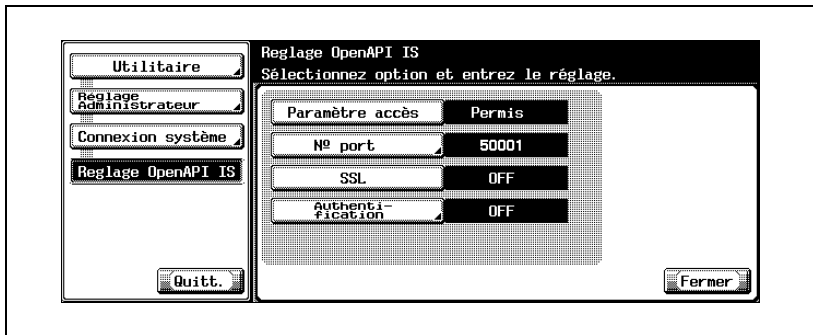 Utilitaire
Réglage
Administrateur
Connexion système
Reglage OpenAPI IS
Quitt.
Reglage OpenAPI IS
Sélectionnez option et entrez le réglage.
Paramètre accès Permis
Nº port 50001
SSL OFF
Authenti-
fication OFF
Fermer